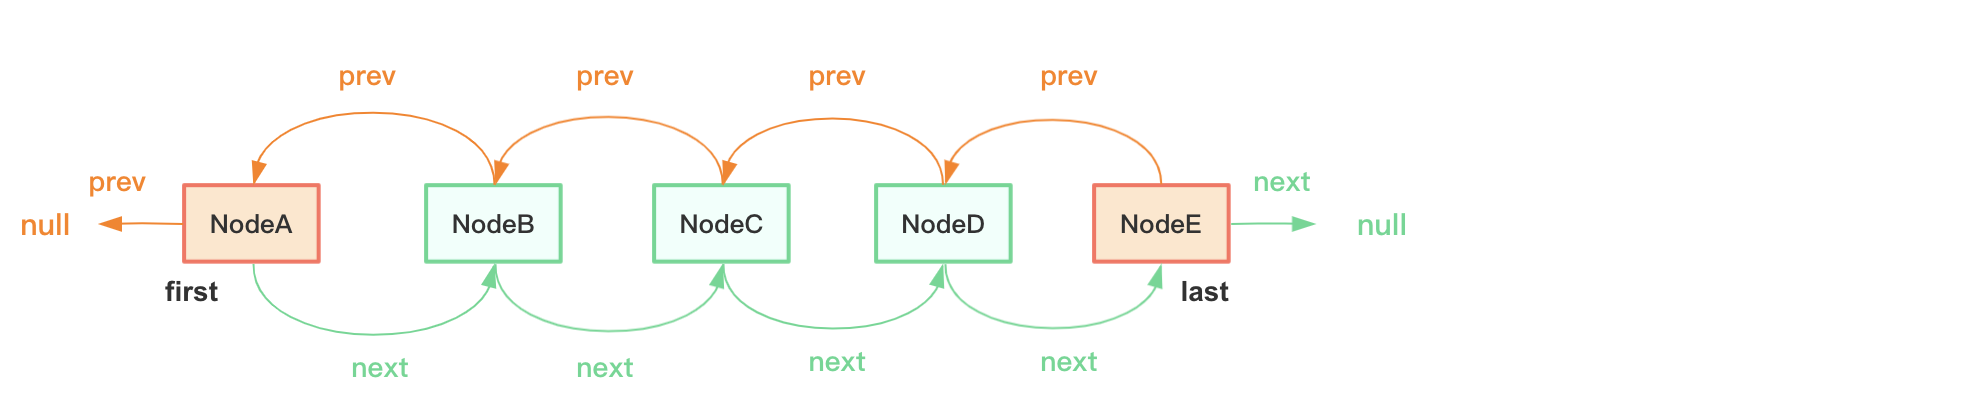 prev prev prev prev
prev next
null NodeA NodeB NodeC NodeD NodeE null
first last
next next next next